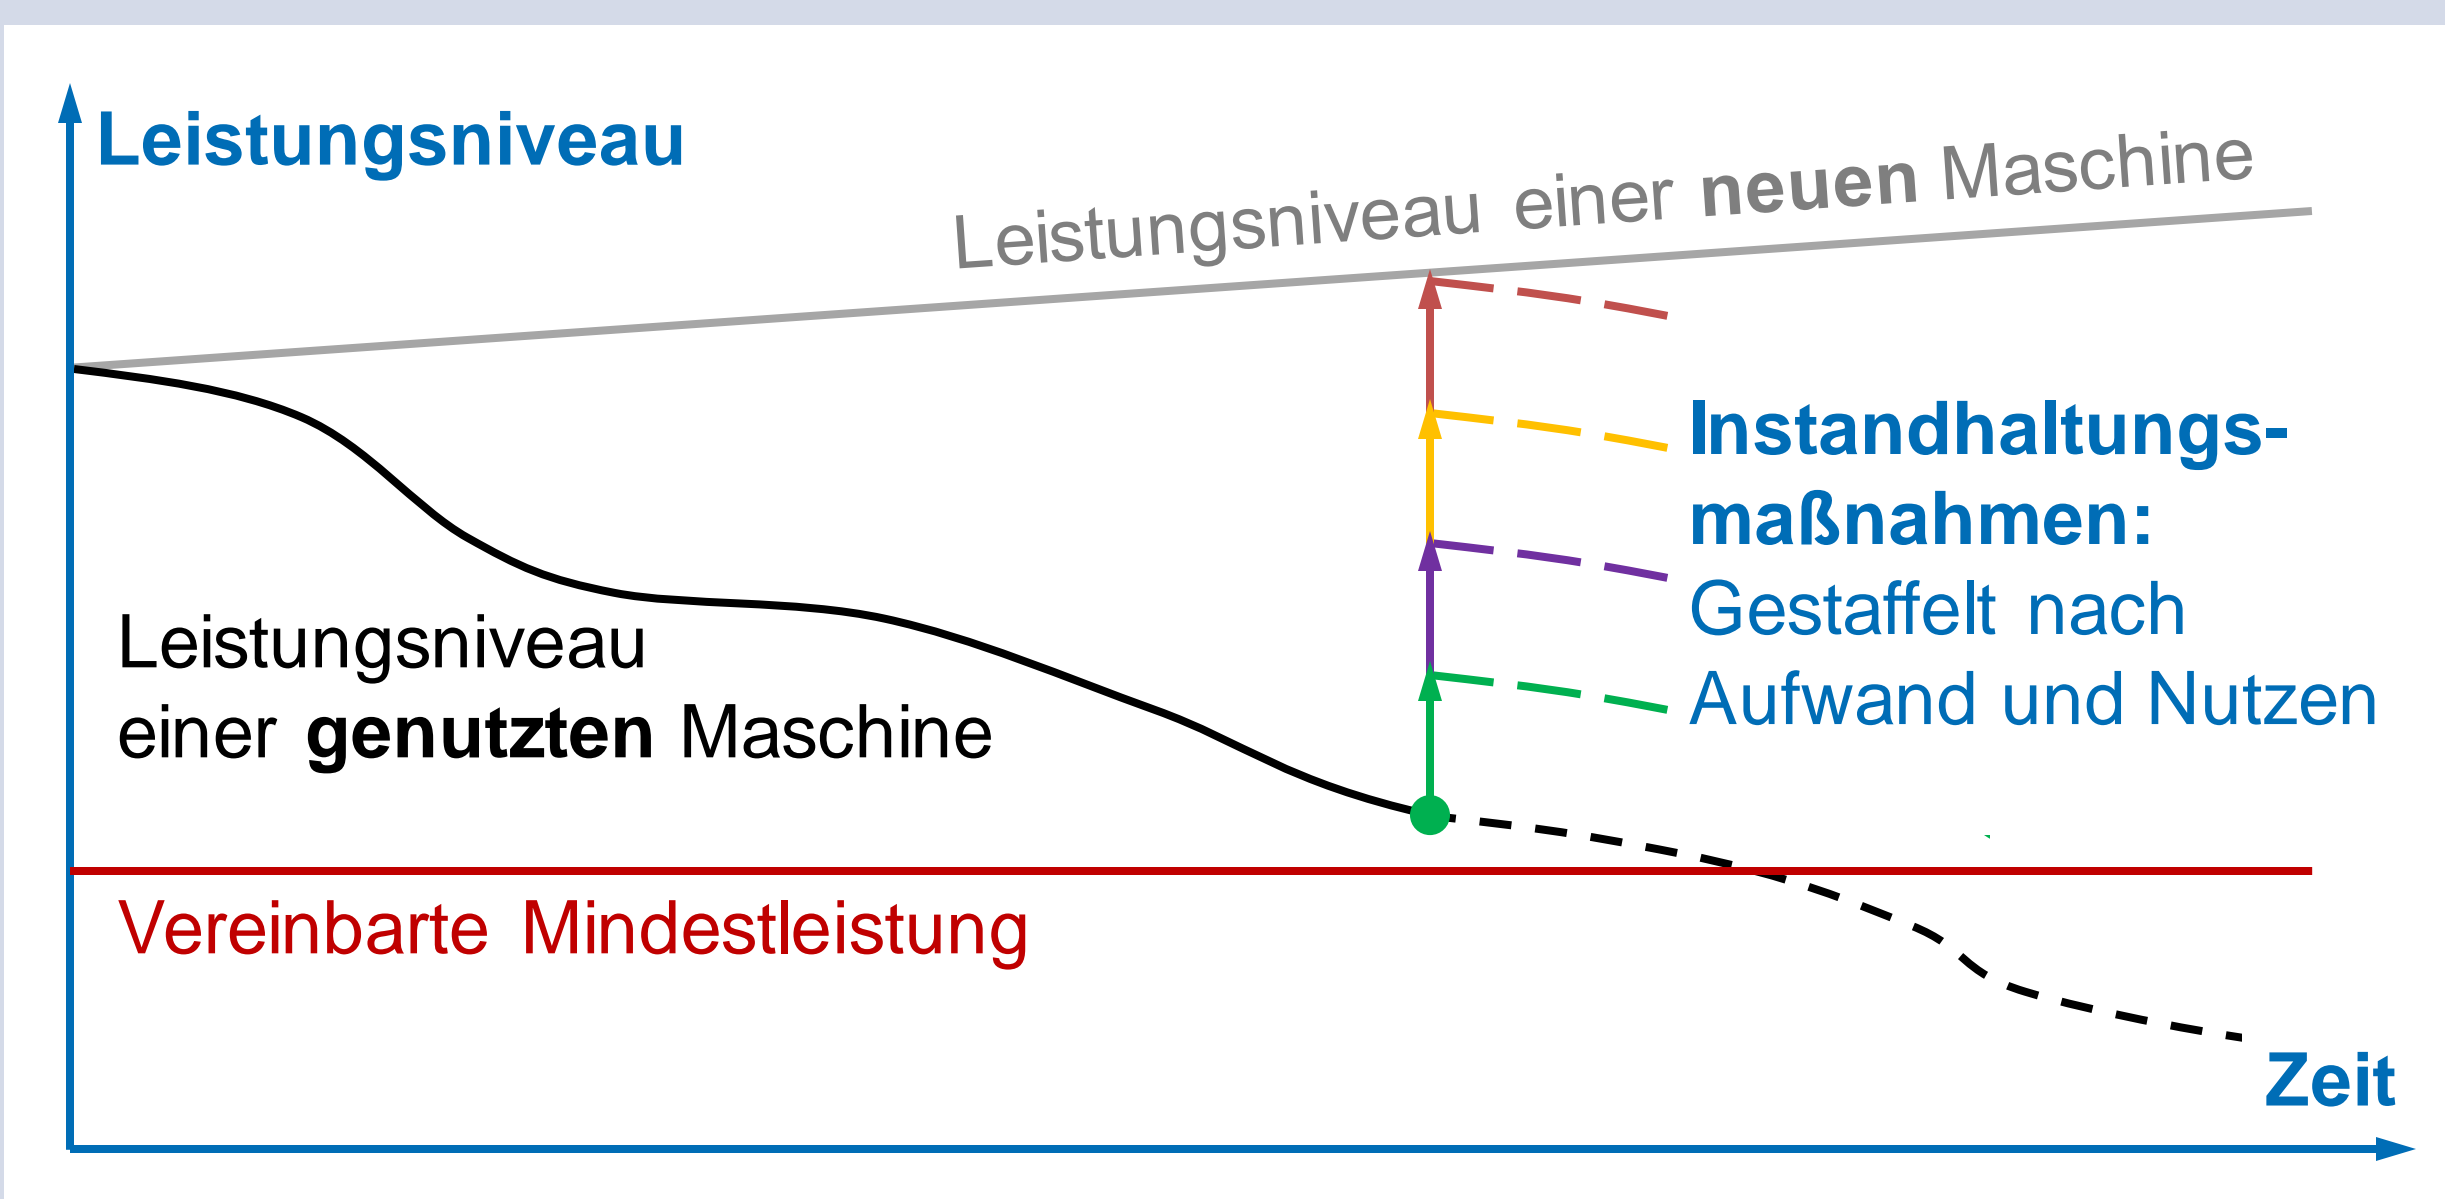 Leistungsniveau
Leistungsniveau einer neuen Maschine
Instandhaltungs-
maßnahmen:
Gestaffelt nach
Aufwand und Nutzen
Leistungsniveau
einer genutzten Maschine
Vereinbarte Mindestleistung
Zeit